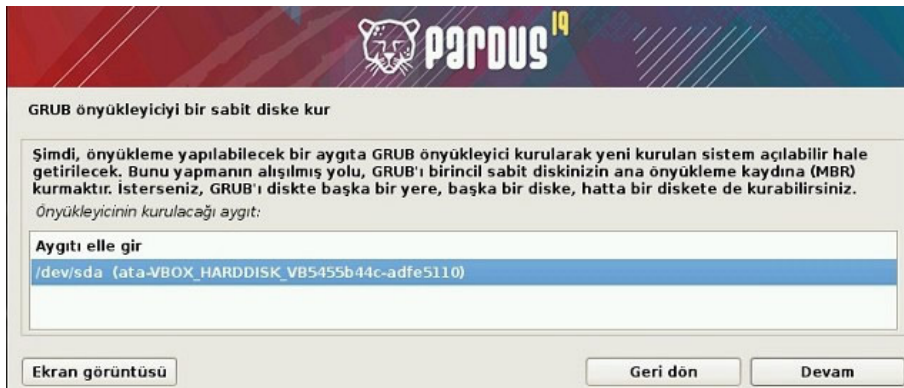 PARDUS 19
GRUB önyükleyiciyi bir sabit diske kur
Şimdi, önyükleme yapılabilecek bir aygıta GRUB önyükleyici kurularak yeni kurulan sistem açılabilir hale
getirilecek. Bunu yapmanın alışılmış yolu, GRUB'ı birincil sabit diskinizin ana önyükleme kaydına (MBR)
kurmaktır. İsterseniz, GRUB'ı diskte başka bir yere, başka bir diske, hatta bir diskete de kurabilirsiniz.
Önyükleyicinin kurulacağı aygıt:
Aygıtı elle gir
/dev/sda (ata-VBOX_HARDDISK_VB5455b44c-adfe5110)
Ekran görüntüsü
Geri dön
Devam